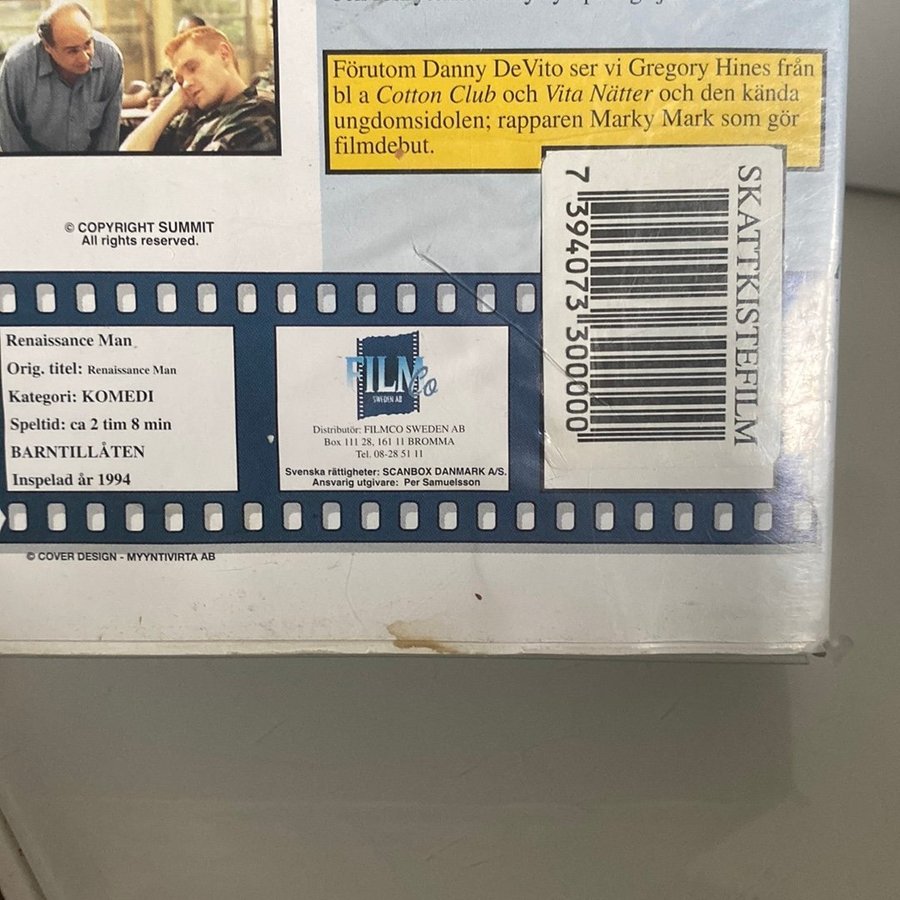 Förutom Danny DeVito ser vi Gregory Hines från
bl a Cotton Club och Vita Nätter och den kända
ungdomsidolen; rapparen Marky Mark som gör
filmdebut.
© COPYRIGHT SUMMIT
All rights reserved.
SKATTKISTEFILM
7 394073 300000
Renaissance Man
Orig. titel: Renaissance Man
Kategori: KOMEDI
Speltid: ca 2 tim 8 min
BARNTILLÅTEN
Inspelad år 1994
FILMCo
SWEDEN AB
Distributör: FILMCO SWEDEN AB
Box 111 28, 161 11 BROMMA
Tel. 08-28 51 11
Svenska rättigheter: SCANBOX DANMARK A/S.
Ansvarig utgivare: Per Samuelsson
© COVER DESIGN - MYYNTIVIRTA AB